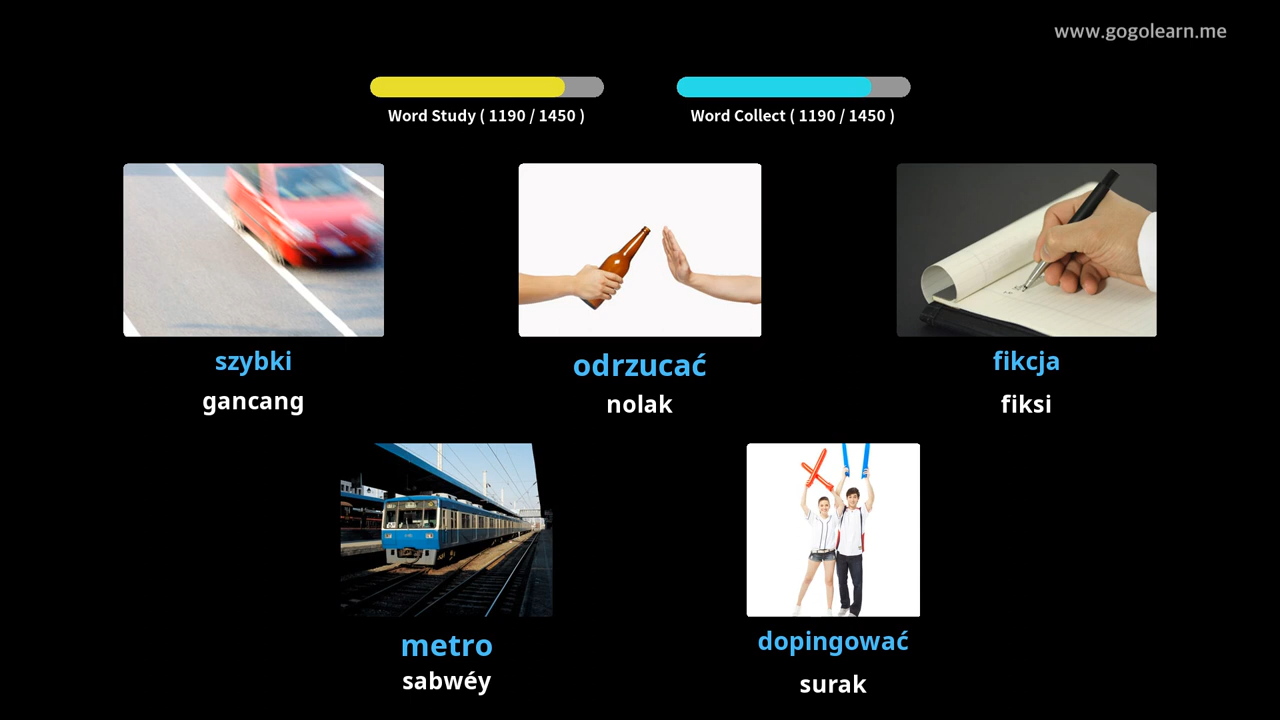 www.gogolearn.me
Word Study ( 1190 / 1450 )
Word Collect ( 1190 / 1450 )
szybki
gancang
odrzucać
nolak
fikcja
fiksi
metro
sabwéy
dopingować
surak